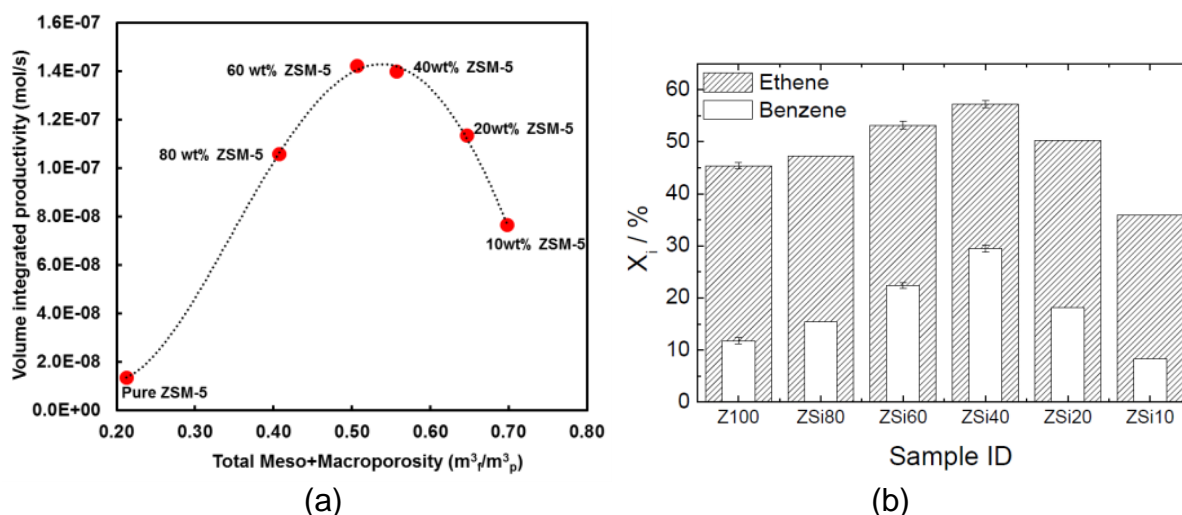 1.6E-07
1.4E-07
1.2E-07
1.0E-07
8.0E-08
6.0E-08
4.0E-08
2.0E-08
0.0E+00
Volume integrated productivity (mol/s)
60 wt% ZSM-5
40wt% ZSM-5
80 wt% ZSM-5
20wt% ZSM-5
10wt% ZSM-5
Pure ZSM-5
0.20 0.30 0.40 0.50 0.60 0.70 0.80
Total Meso+Macroporosity (m³f/m³p)
(a)
Ethene
Benzene
60
50
40
30
20
10
0
Xi / %
Z100 ZSi80 ZSi60 ZSi40 ZSi20 ZSi10
Sample ID
(b)